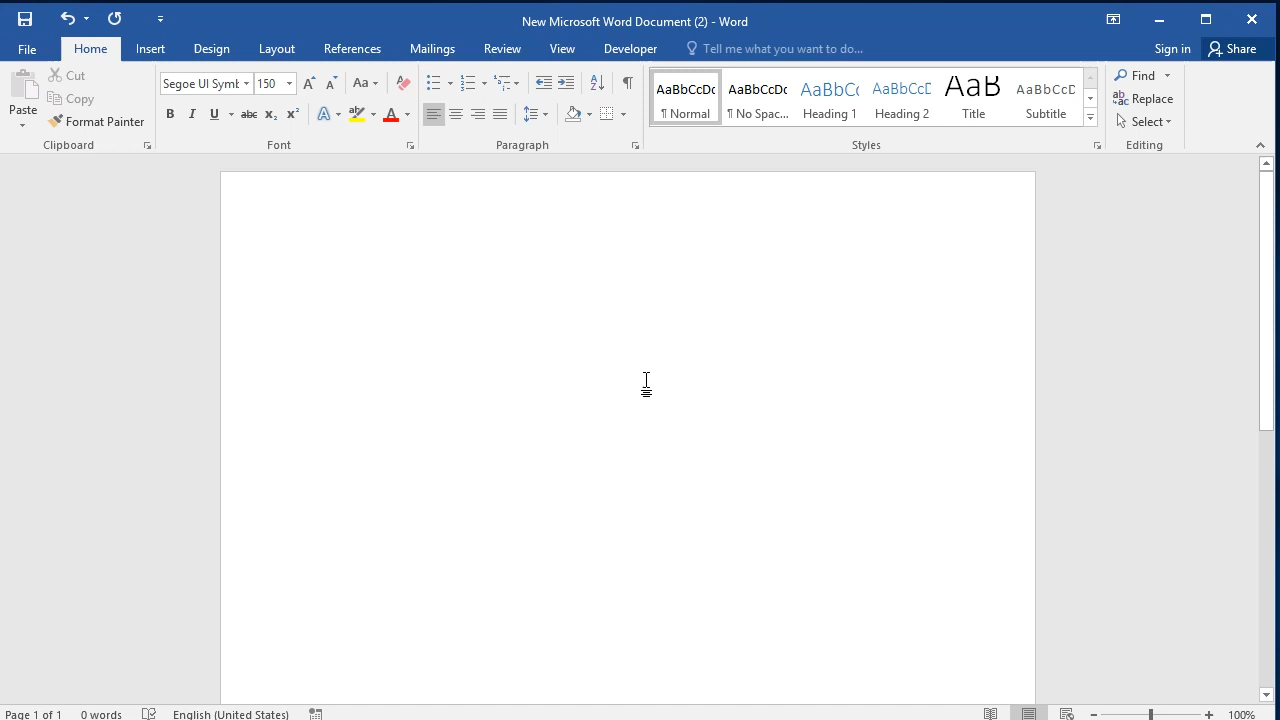 New Microsoft Word Document (2) - Word
File Home Insert Design Layout References Mailings Review View Developer Tell me what you want to do... Sign in Share
Paste
Cut
Copy
Format Painter
Clipboard
Segoe UI Symb 150
Font
Paragraph
AaBbCcDc AaBbCcDc AaBbCc AaBbCcD AaB AaBbCcD
¶ Normal ¶ No Spac... Heading 1 Heading 2 Title Subtitle
Styles
Find
Replace
Select
Editing
Page 1 of 1 0 words English (United States) 100%